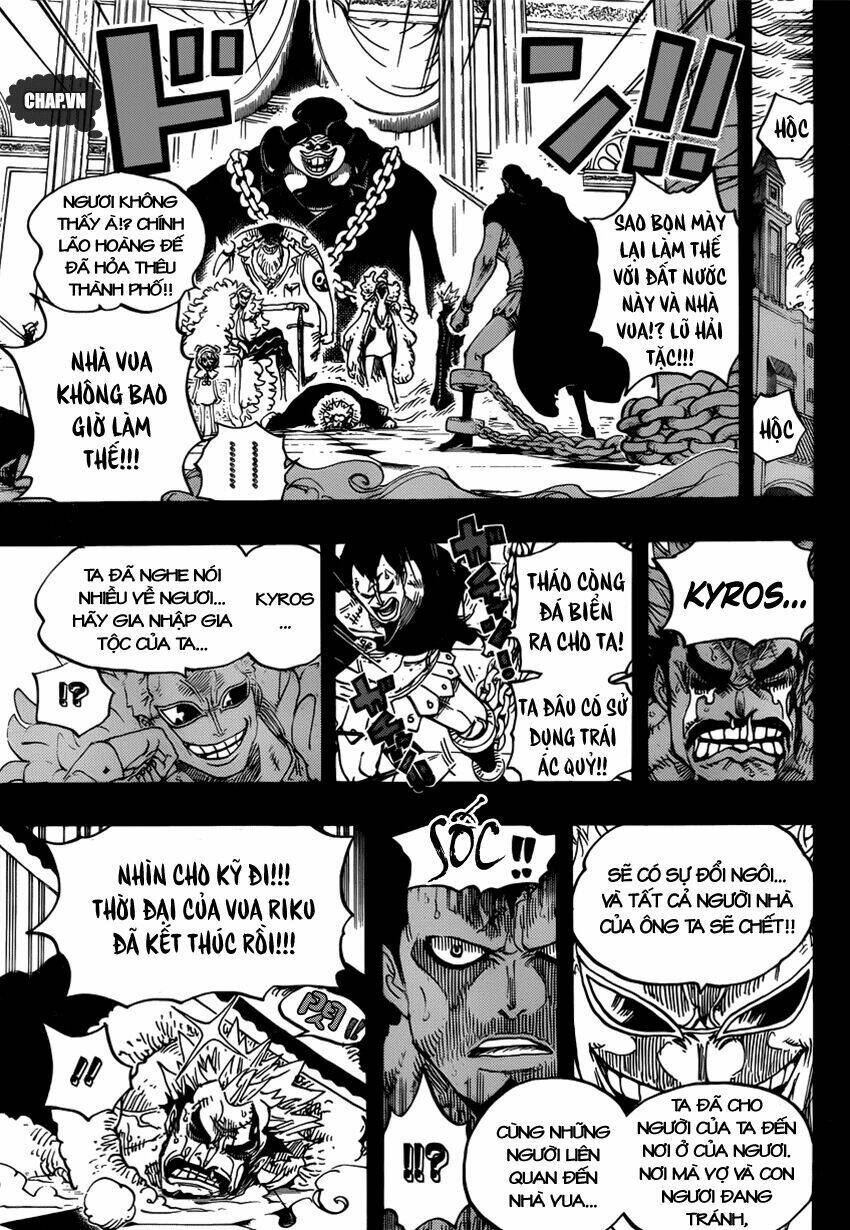 CHAP.VN
ドーン!!
HỘC
SAO BỌN MÀY
LẠI LÀM THẾ
VỚI ĐẤT NƯỚC
NÀY VÀ NHÀ
VUA!? LŨ HẢI
TẶC!!!
NGƯƠI KHÔNG
THẤY À!? CHÍNH
LÃO HOÀNG ĐẾ
ĐÃ HỎA THIÊU
THÀNH PHỐ!!
NHÀ VUA
KHÔNG BAO
GIỜ LÀM
THẾ!!!
!!
HỘC
KYROS...
THÁO CÒNG
ĐÁ BIỂN
RA CHO TA!
TA ĐÂU CÓ SỬ
DỤNG TRÁI
ÁC QUỶ!!
KYROS
...
TA ĐÃ NGHE NÓI
NHIỀU VỀ NGƯƠI...
HÃY GIA NHẬP GIA
TỘC CỦA TA...
!?
SẼ CÓ SỰ ĐỔI NGÔI...
VÀ TẤT CẢ NGƯỜI NHÀ
CỦA ÔNG TA SẼ CHẾT!!
SỐC!!
NHÌN CHO KỸ ĐI!!!
THỜI ĐẠI CỦA VUA RIKU
ĐÃ KẾT THÚC RỒI!!!
!!
TA ĐÃ CHO
NGƯỜI CỦA TA ĐẾN
NƠI Ở CỦA NGƯƠI.
NƠI MÀ VỢ VÀ CON
NGƯƠI ĐANG
TRÁNH,
CÙNG NHỮNG
NGƯỜI LIÊN
QUAN ĐẾN
NHÀ VUA...
!!?